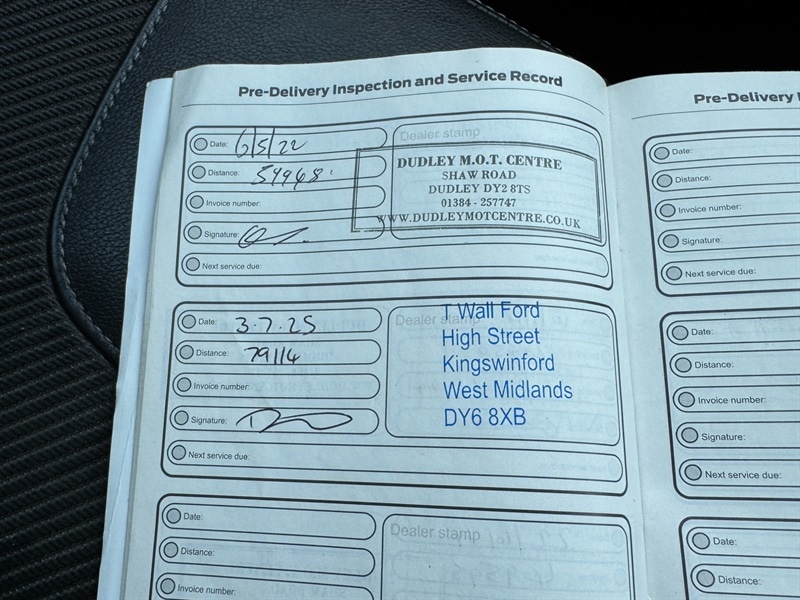 Pre-Delivery Inspection and Service Record
Date: 6/5/22
Distance: 59968
Invoice number:
Signature:
Next service due:
Dealer stamp
DUDLEY M.O.T. CENTRE
SHAW ROAD
DUDLEY DY2 8TS
01384 - 257747
WWW.DUDLEYMOTCENTRE.CO.UK
Date: 3.7.25
Distance: 79114
Invoice number:
Signature:
Next service due:
Dealer
T Wall Ford
High Street
Kingswinford
West Midlands
DY6 8XB
Date:
Distance:
Invoice number:
Dealer stamp
Pre-Delivery
Date:
Distance:
Invoice number:
Signature:
Next service due:
Date:
Distance:
Invoice number:
Signature:
Next service due:
Date:
Distance: